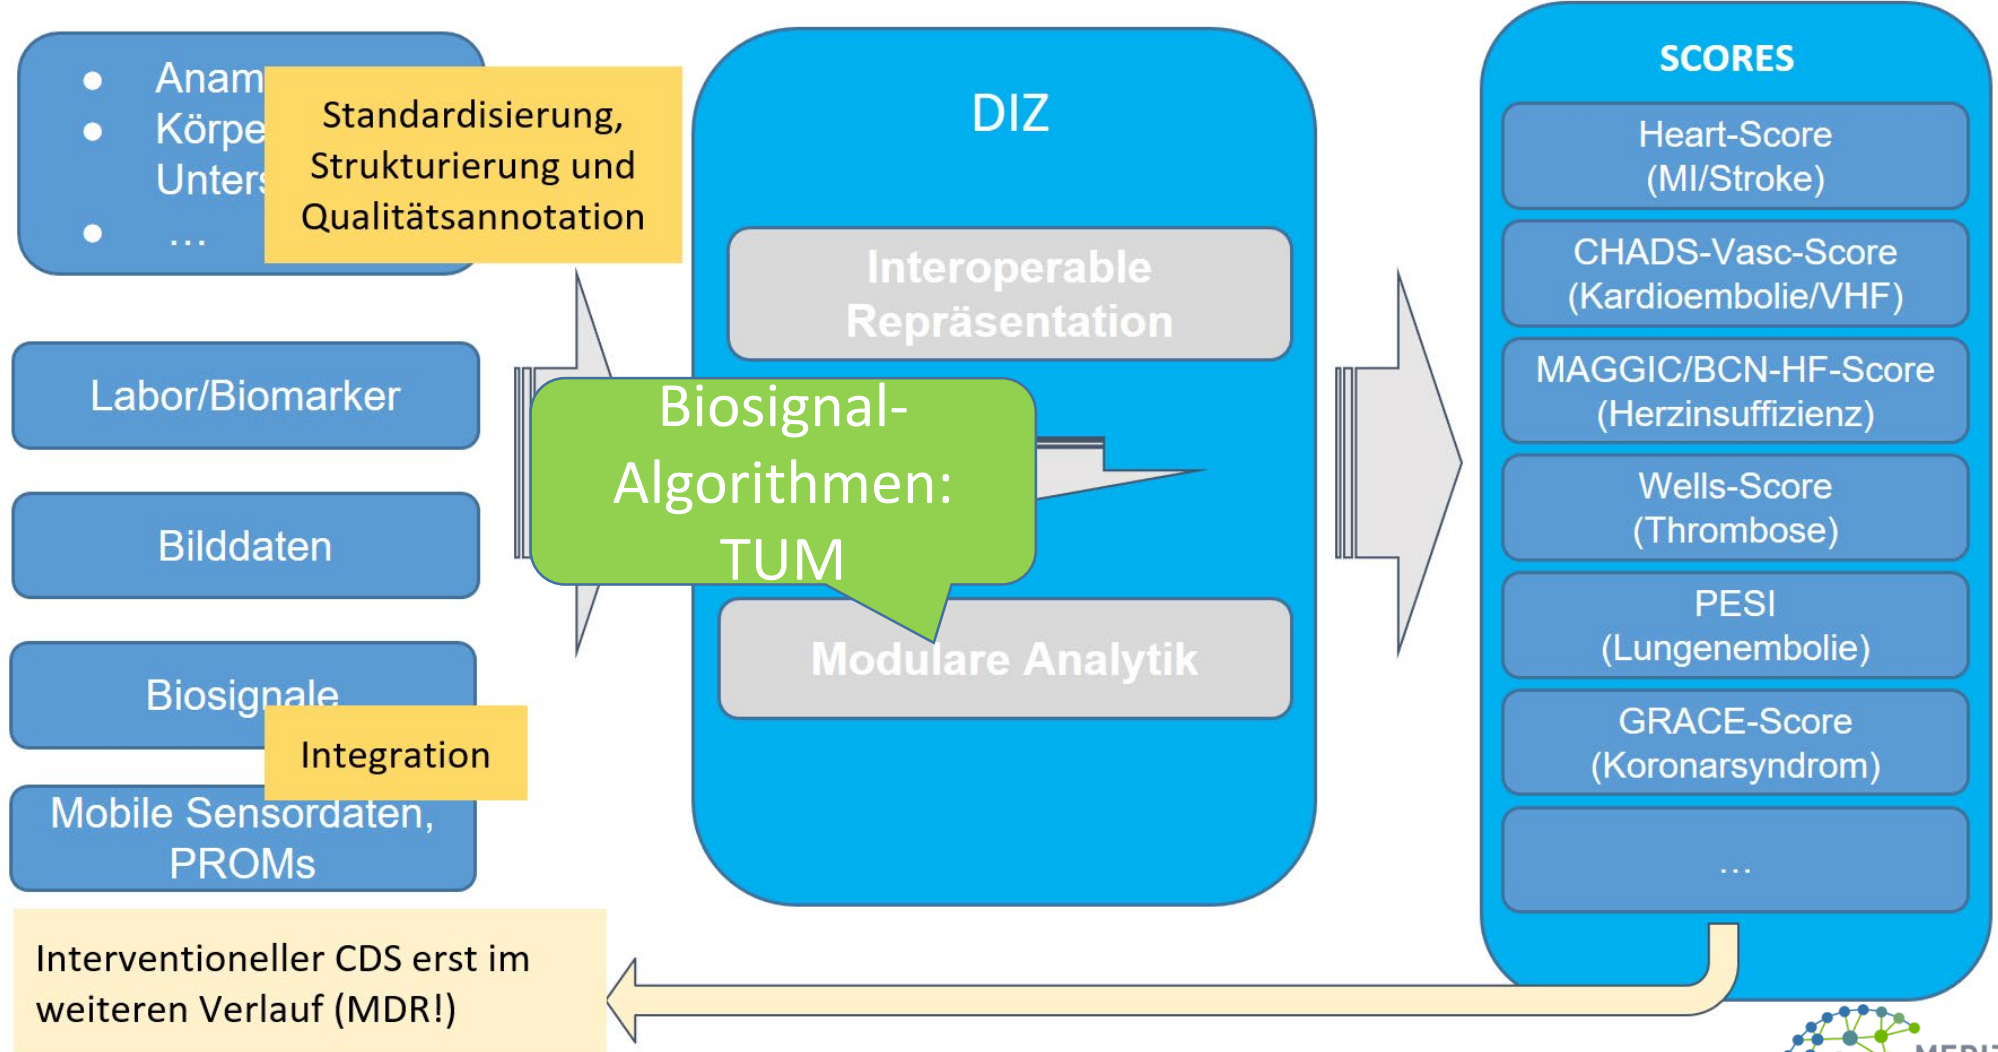 ● Anam
● Körpe
Unters
● ...
Standardisierung,
Strukturierung und
Qualitätsannotation
Labor/Biomarker
Bilddaten
Biosignale
Integration
Mobile Sensordaten,
PROMs
Interventioneller CDS erst im
weiteren Verlauf (MDR!)
DIZ
Interoperable
Repräsentation
Biosignal-
Algorithmen:
TUM
Modulare Analytik
SCORES
Heart-Score
(MI/Stroke)
CHADS-Vasc-Score
(Kardioembolie/VHF)
MAGGIC/BCN-HF-Score
(Herzinsuffizienz)
Wells-Score
(Thrombose)
PESI
(Lungenembolie)
GRACE-Score
(Koronarsyndrom)
...